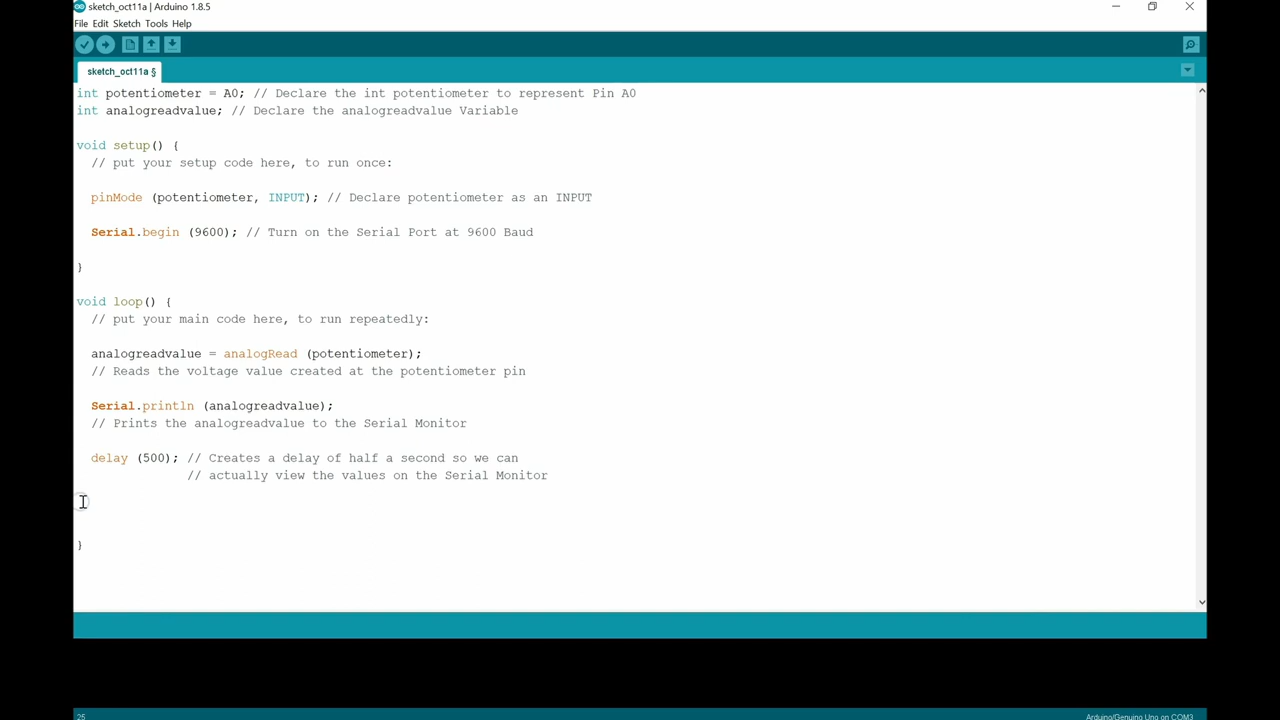 sketch_oct11a | Arduino 1.8.5
File Edit Sketch Tools Help
sketch_oct11a §
int potentiometer = A0; // Declare the int potentiometer to represent Pin A0
int analogreadvalue; // Declare the analogreadvalue Variable
void setup() {
// put your setup code here, to run once:
pinMode (potentiometer, INPUT); // Declare potentiometer as an INPUT
Serial.begin (9600); // Turn on the Serial Port at 9600 Baud
}
void loop() {
// put your main code here, to run repeatedly:
analogreadvalue = analogRead (potentiometer);
// Reads the voltage value created at the potentiometer pin
Serial.println (analogreadvalue);
// Prints the analogreadvalue to the Serial Monitor
delay (500); // Creates a delay of half a second so we can
// actually view the values on the Serial Monitor
}
25 Arduino/Genuino Uno on COM3